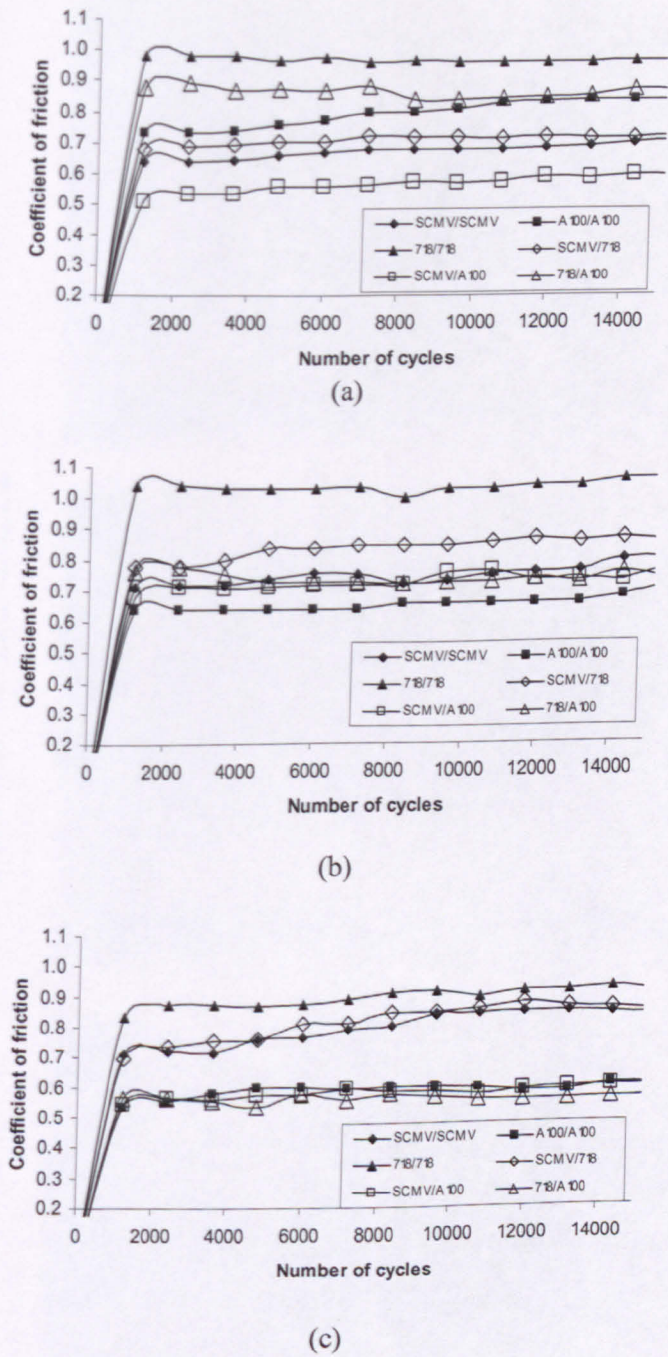 1.1
1.0
0.9
0.8
0.7
0.6
0.5
0.4
0.3
0.2
Coefficient of friction
SCMV/SCMV
A100/A100
718/718
SCMV/718
SCMV/A100
718/A100
0 2000 4000 6000 8000 10000 12000 14000
Number of cycles
(a)
1.1
1.0
0.9
0.8
0.7
0.6
0.5
0.4
0.3
0.2
Coefficient of friction
SCMV/SCMV
A100/A100
718/718
SCMV/718
SCMV/A100
718/A100
0 2000 4000 6000 8000 10000 12000 14000
Number of cycles
(b)
1.1
1.0
0.9
0.8
0.7
0.6
0.5
0.4
0.3
0.2
Coefficient of friction
SCMV/SCMV
A100/A100
718/718
SCMV/718
SCMV/A100
718/A100
0 2000 4000 6000 8000 10000 12000 14000
Number of cycles
(c)